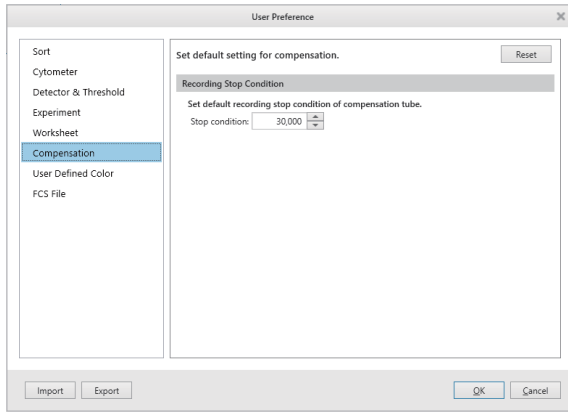 User Preference
Sort
Cytometer
Detector & Threshold
Experiment
Worksheet
Compensation
User Defined Color
FCS File
Set default setting for compensation.
Reset
Recording Stop Condition
Set default recording stop condition of compensation tube.
Stop condition: 30,000
Import
Export
OK
Cancel